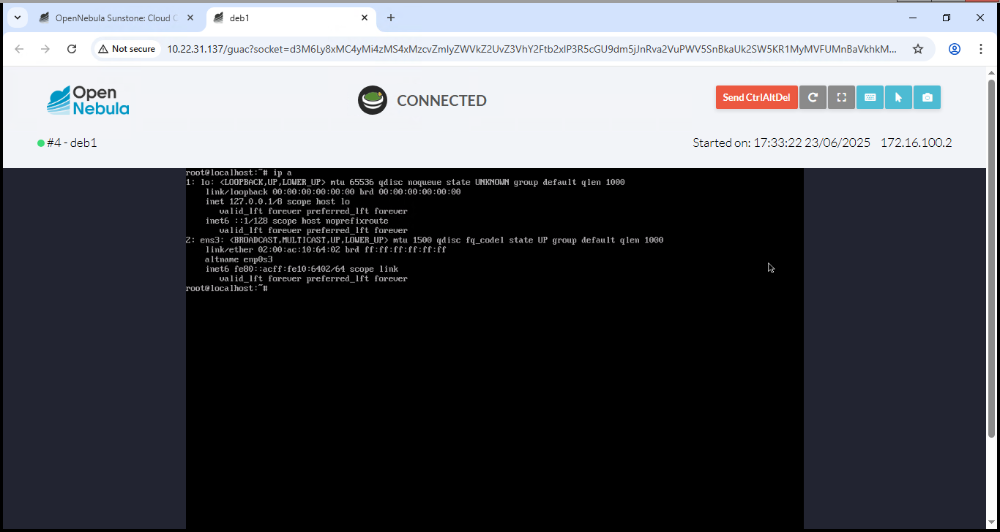 OpenNebula Sunstone: Cloud
deb1
Not secure
10.22.31.137/guac?socket=d3M6Ly8xMC4yMi4zMS4xMzcvZmlyZWVkZ2UvZ3VhY2Ftb2xlP3R5cGU9dm5jJnRva2VuPWV5SnBkaUk2SW5KR1MyMVFUMnBaVkhkM...
Open
Nebula
CONNECTED
Send CtrlAltDel
#4 - deb1
Started on: 17:33:22 23/06/2025 172.16.100.2
root@localhost:~# ip a
1: lo: <LOOPBACK,UP,LOWER_UP> mtu 65536 qdisc noqueue state UNKNOWN group default qlen 1000
link/loopback 00:00:00:00:00:00 brd 00:00:00:00:00:00
inet 127.0.0.1/8 scope host lo
valid_lft forever preferred_lft forever
inet6 ::1/128 scope host noprefixroute
valid_lft forever preferred_lft forever
2: ens3: <BROADCAST,MULTICAST,UP,LOWER_UP> mtu 1500 qdisc fq_codel state UP group default qlen 1000
link/ether 02:00:ac:10:64:02 brd ff:ff:ff:ff:ff:ff
altname enp0s3
inet6 fe80::acff:fe10:6402/64 scope link
valid_lft forever preferred_lft forever
root@localhost:~#